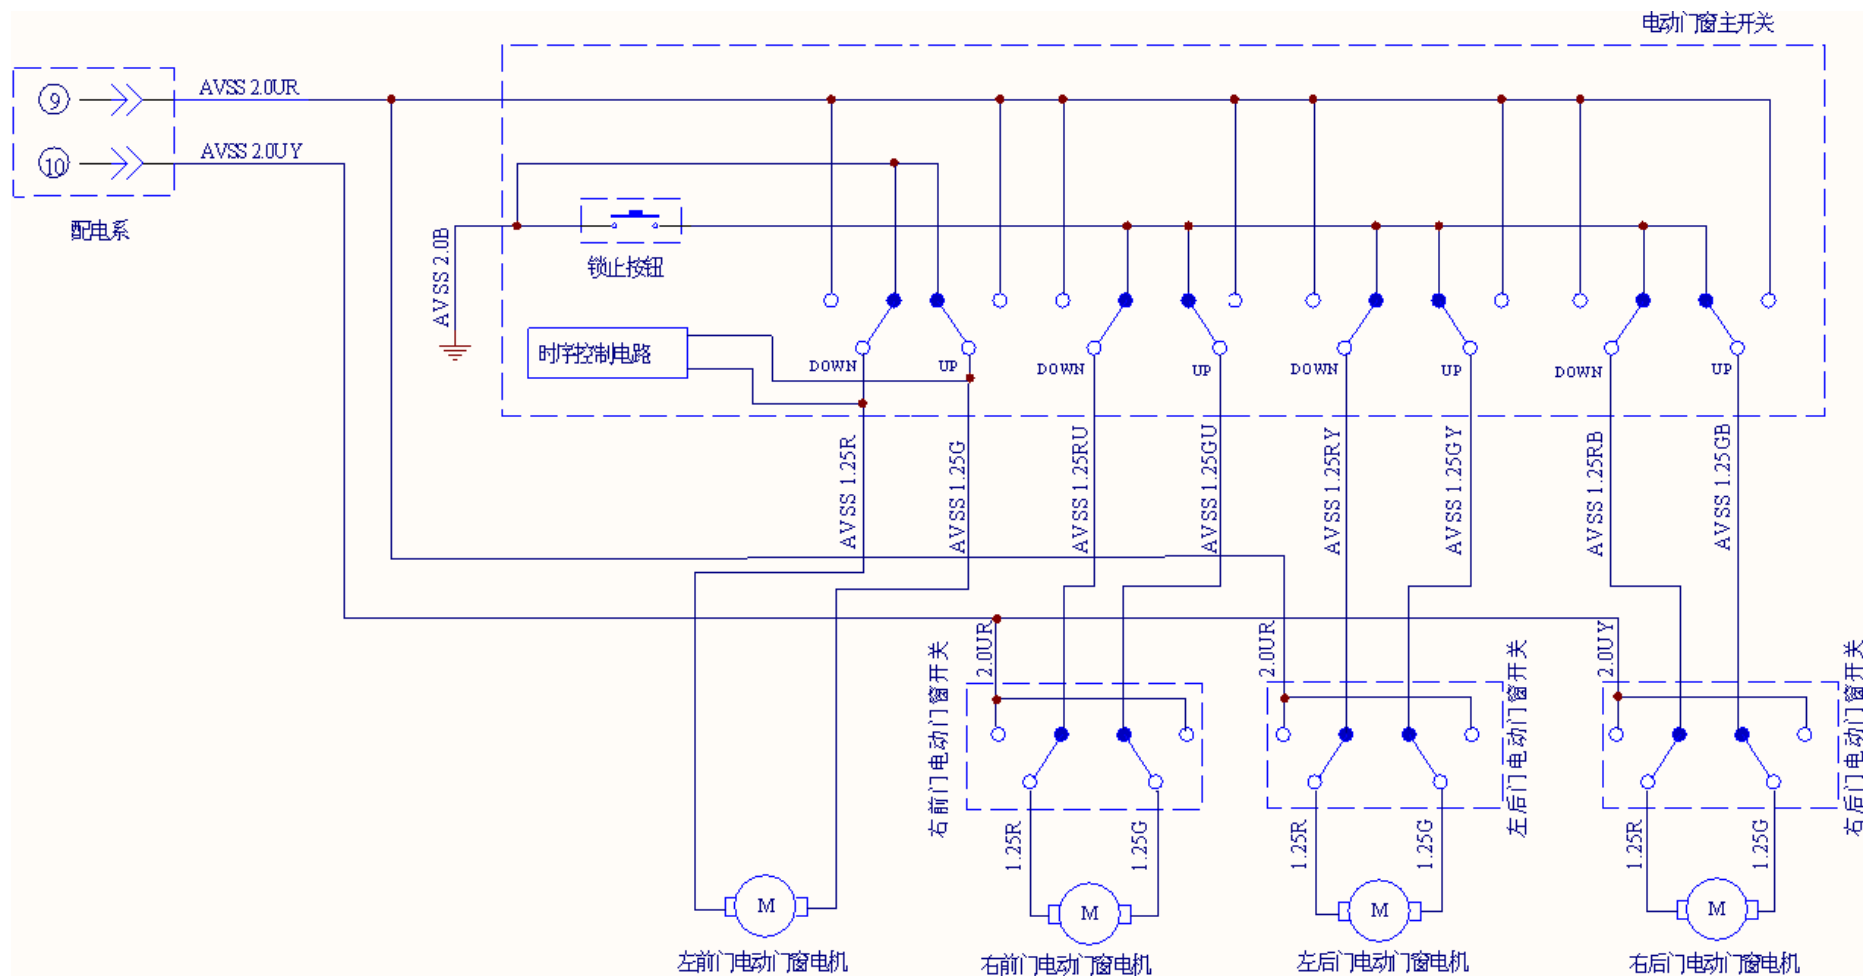 电动门窗主开关
9
AVSS 2.0UR
10
AVSS 2.0UY
配电系
AVSS 2.0B
锁止按钮
时序控制电路
DOWN
UP
DOWN
UP
DOWN
UP
DOWN
UP
AVSS 1.25R
AVSS 1.25G
AVSS 1.25RU
AVSS 1.25GU
AVSS 1.25RY
AVSS 1.25GY
AVSS 1.25RB
AVSS 1.25GB
右前门电动门窗开关
2.0UR
2.0UR
左后门电动门窗开关
2.0UY
右后门电动门窗开关
1.25R
1.25G
1.25R
1.25G
1.25R
1.25G
M
M
M
M
左前门电动门窗电机
右前门电动门窗电机
左后门电动门窗电机
右后门电动门窗电机